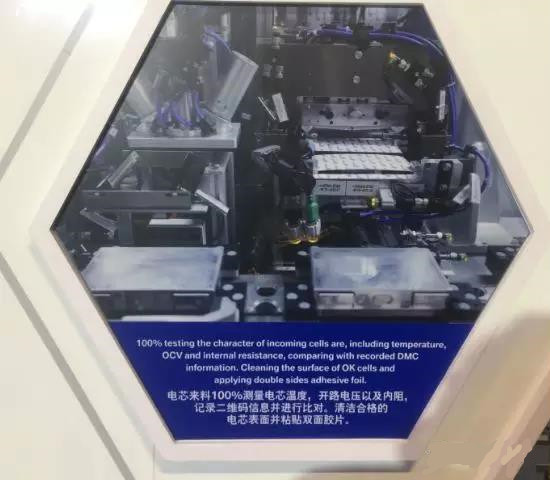 100% testing the character of incoming cells are, including temperature,
OCV and internal resistance, comparing with recorded DMC
information. Cleaning the surface of OK cells and
applying double sides adhesive foil.
电芯来料100%测量电芯温度，开路电压以及内阻，
记录二维码信息并进行比对。清洁合格的
电芯表面并粘贴双面胶片。